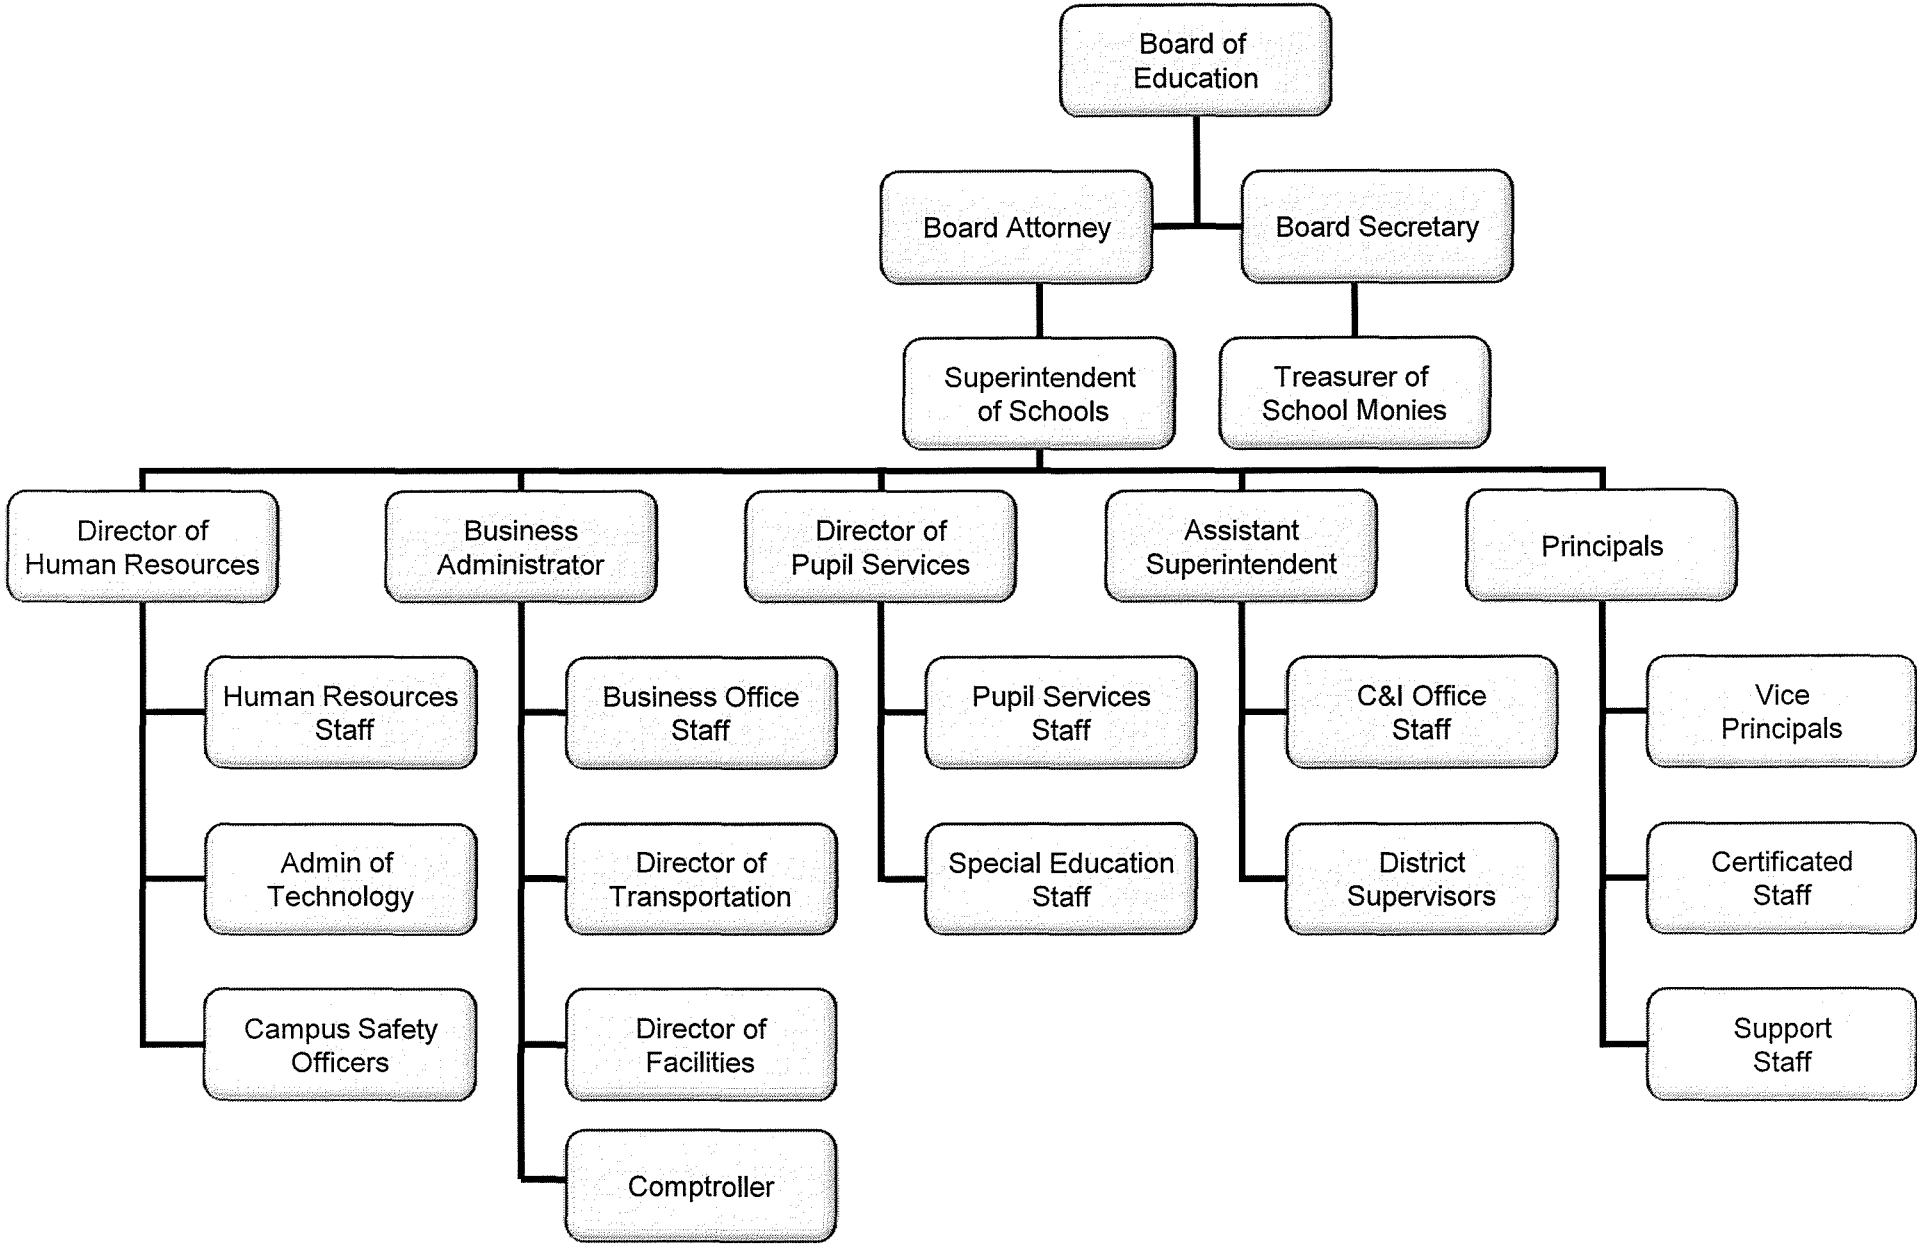 Board of
Education
Board Attorney
Board Secretary
Superintendent
of Schools
Treasurer of
School Monies
Director of
Human Resources
Business
Administrator
Director of
Pupil Services
Assistant
Superintendent
Principals
Human Resources
Staff
Business Office
Staff
Pupil Services
Staff
C&I Office
Staff
Vice
Principals
Admin of
Technology
Director of
Transportation
Special Education
Staff
District
Supervisors
Certificated
Staff
Campus Safety
Officers
Director of
Facilities
Support
Staff
Comptroller